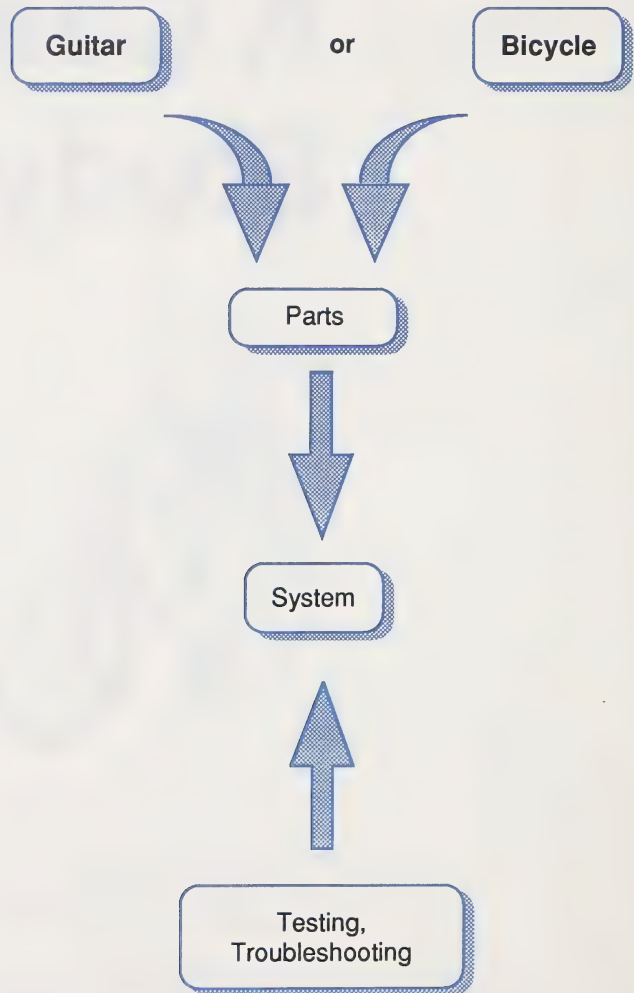 Guitar or Bicycle
Parts
System
Testing,
Troubleshooting